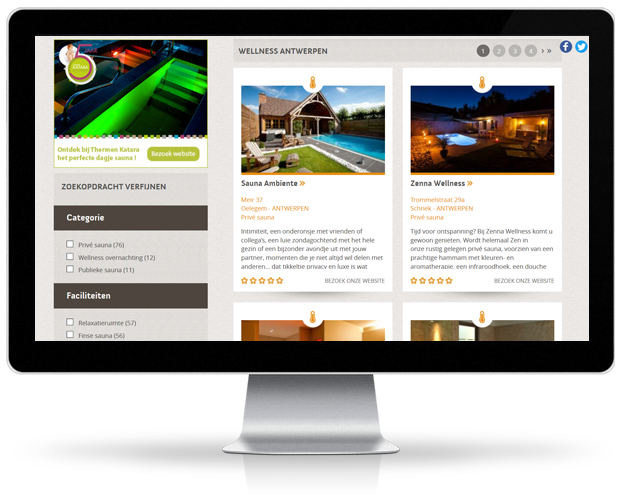 Ontdek bij Thermen Katara
het perfecte dagje sauna !
Bezoek website
ZOEKOPDRACHT VERFIJNEN
Categorie
Privé sauna (76)
Wellness overnachting (12)
Publieke sauna (11)
Faciliteiten
Relaxatieruimte (57)
Finse sauna (56)
WELLNESS ANTWERPEN
1 2 3 4 › »
Sauna Ambiente »
Meir 37
Oelegem - ANTWERPEN
Privé sauna
Intimiteit, een onderonsje met vrienden of
collega's, een luie zondagochtend met het hele
gezin of een bijzonder avondje uit met jouw
partner, momenten die je niet altijd wil delen met
anderen... dat tikkeltje privacy en luxe is wat
BEZOEK ONZE WEBSITE
Zenna Wellness »
Trommelstraat 29a
Schriek - ANTWERPEN
Privé sauna
Tijd voor ontspanning? Bij Zenna Wellness komt u
gewoon genieten. Wordt helemaal Zen in
onze rustig gelegen privé sauna, voorzien van een
prachtige hammam met kleuren- en
aromatherapie, een infraroodhoek, een douche
BEZOEK ONZE WEBSITE